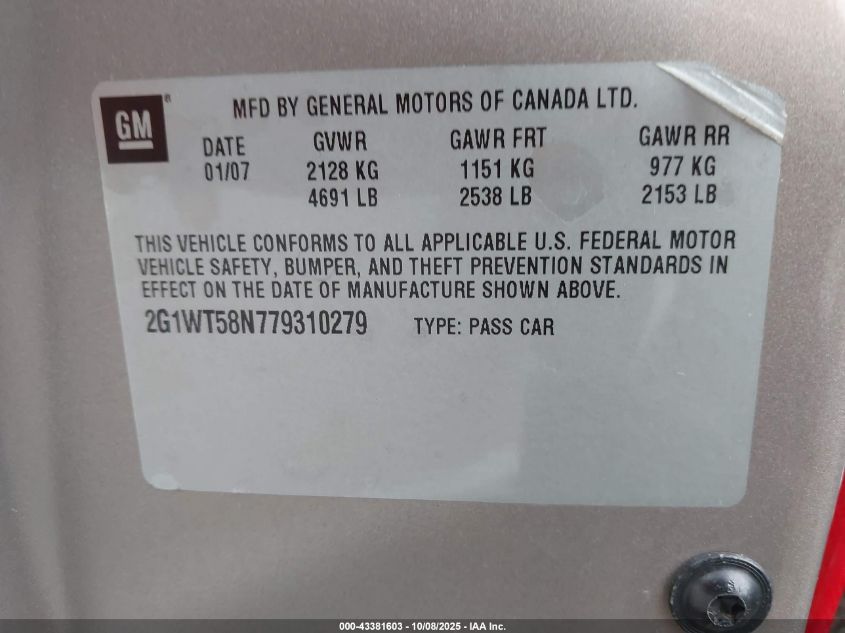 GM
®
MFD BY GENERAL MOTORS OF CANADA LTD.
DATE GVWR GAWR FRT GAWR RR
01/07 2128 KG 1151 KG 977 KG
4691 LB 2538 LB 2153 LB
THIS VEHICLE CONFORMS TO ALL APPLICABLE U.S. FEDERAL MOTOR
VEHICLE SAFETY, BUMPER, AND THEFT PREVENTION STANDARDS IN
EFFECT ON THE DATE OF MANUFACTURE SHOWN ABOVE.
2G1WT58N779310279 TYPE: PASS CAR
000-43381603 - 10/08/2025 - IAA Inc.